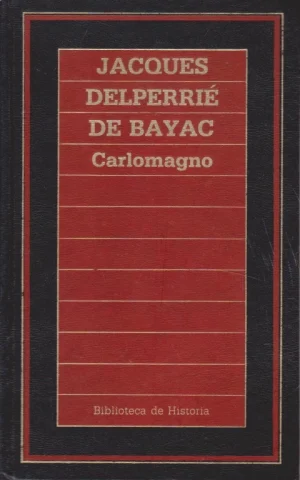 JACQUES
DELPERRIÉ
DE BAYAC
Carlomagno
Biblioteca de Historia